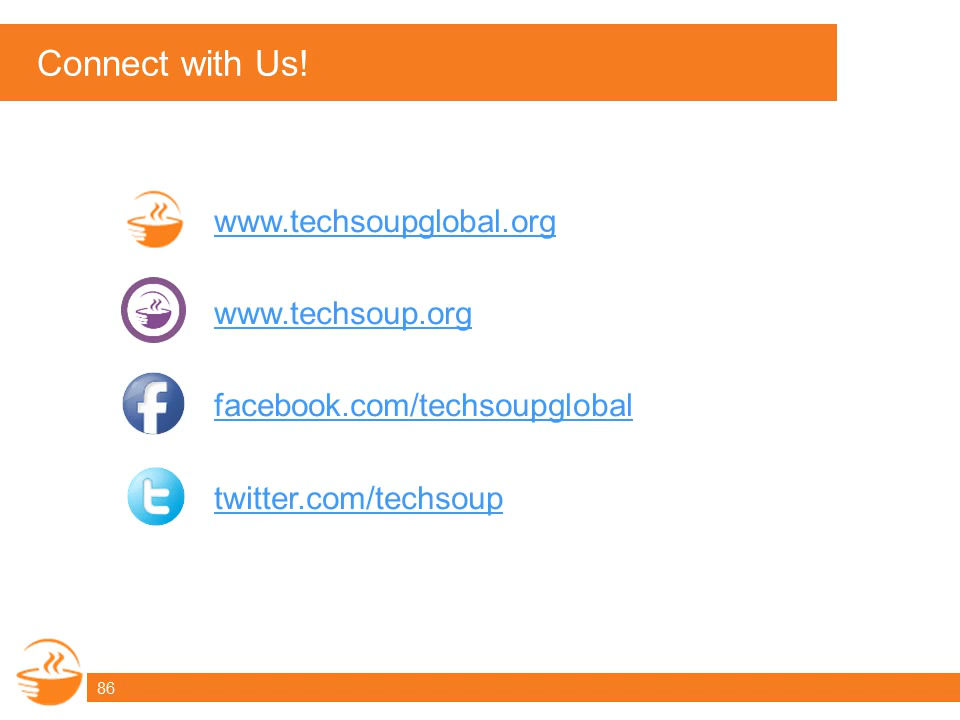 Connect with Us!
www.techsoupglobal.org
www.techsoup.org
facebook.com/techsoupglobal
twitter.com/techsoup
86